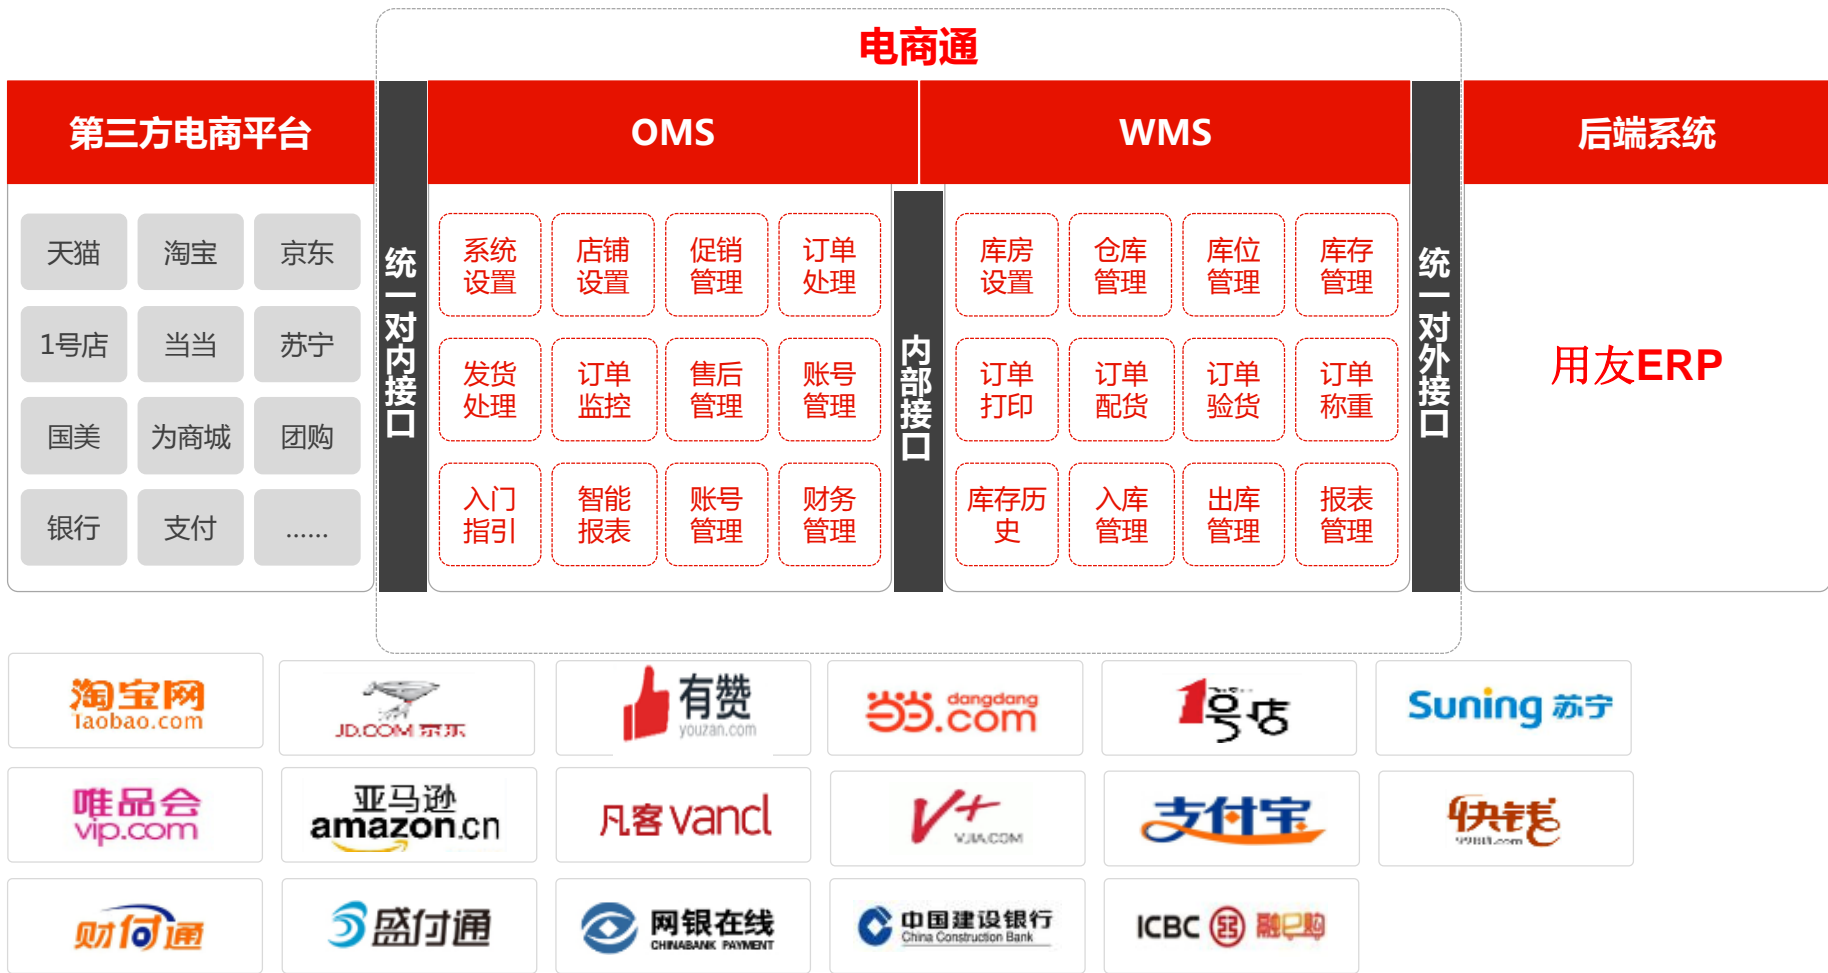 电商通
第三方电商平台
OMS
WMS
后端系统
天猫
淘宝
京东
1号店
当当
苏宁
国美
为商城
团购
银行
支付
......
统一对内接口
系统
设置
店铺
设置
促销
管理
订单
处理
发货
处理
订单
监控
售后
管理
账号
管理
入门
指引
智能
报表
账号
管理
财务
管理
内部接口
库房
设置
仓库
管理
库位
管理
库存
管理
订单
打印
订单
配货
订单
验货
订单
称重
库存历
史
入库
管理
出库
管理
报表
管理
统一对外接口
用友ERP
淘宝网
Taobao.com
JD.COM 京东
有赞
youzan.com
当当 dangdang
.com
1号店
Suning 苏宁
唯品会
vip.com
亚马逊
amazon.cn
凡客 vancl
V+
VJIA.COM
支付宝
快钱
99Bill.com
财付通
盛付通
网银在线
CHINABANK PAYMENT
中国建设银行
China Construction Bank
ICBC 融e购